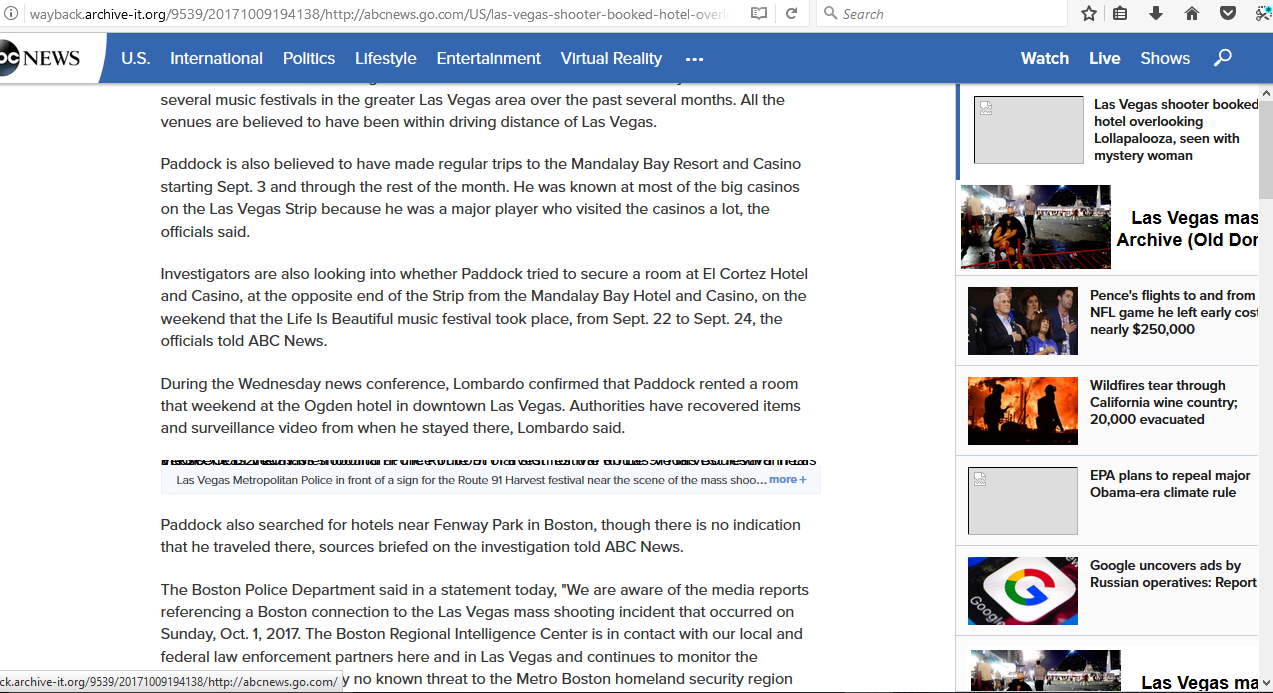 wayback.archive-it.org/9539/20171009194138/http://abcnews.go.com/US/las-vegas-shooter-booked-hotel-overl
Search
NEWS
U.S. International Politics Lifestyle Entertainment Virtual Reality ••• Watch Live Shows
several music festivals in the greater Las Vegas area over the past several months. All the
venues are believed to have been within driving distance of Las Vegas.
Paddock is also believed to have made regular trips to the Mandalay Bay Resort and Casino
starting Sept. 3 and through the rest of the month. He was known at most of the big casinos
on the Las Vegas Strip because he was a major player who visited the casinos a lot, the
officials said.
Investigators are also looking into whether Paddock tried to secure a room at El Cortez Hotel
and Casino, at the opposite end of the Strip from the Mandalay Bay Hotel and Casino, on the
weekend that the Life Is Beautiful music festival took place, from Sept. 22 to Sept. 24, the
officials told ABC News.
During the Wednesday news conference, Lombardo confirmed that Paddock rented a room
that weekend at the Ogden hotel in downtown Las Vegas. Authorities have recovered items
and surveillance video from when he stayed there, Lombardo said.
Las Vegas Metropolitan Police in front of a sign for the Route 91 Harvest festival near the scene of the mass shoo... more +
Paddock also searched for hotels near Fenway Park in Boston, though there is no indication
that he traveled there, sources briefed on the investigation told ABC News.
The Boston Police Department said in a statement today, "We are aware of the media reports
referencing a Boston connection to the Las Vegas mass shooting incident that occurred on
Sunday, Oct. 1, 2017. The Boston Regional Intelligence Center is in contact with our local and
federal law enforcement partners here and in Las Vegas and continues to monitor the
y no known threat to the Metro Boston homeland security region
ck.archive-it.org/9539/20171009194138/http://abcnews.go.com/
Las Vegas shooter booked
hotel overlooking
Lollapalooza, seen with
mystery woman
Las Vegas mas
Archive (Old Dor
Pence's flights to and from
NFL game he left early cost
nearly $250,000
Wildfires tear through
California wine country;
20,000 evacuated
EPA plans to repeal major
Obama-era climate rule
Google
Google uncovers ads by
Russian operatives: Report
Las Vegas ma